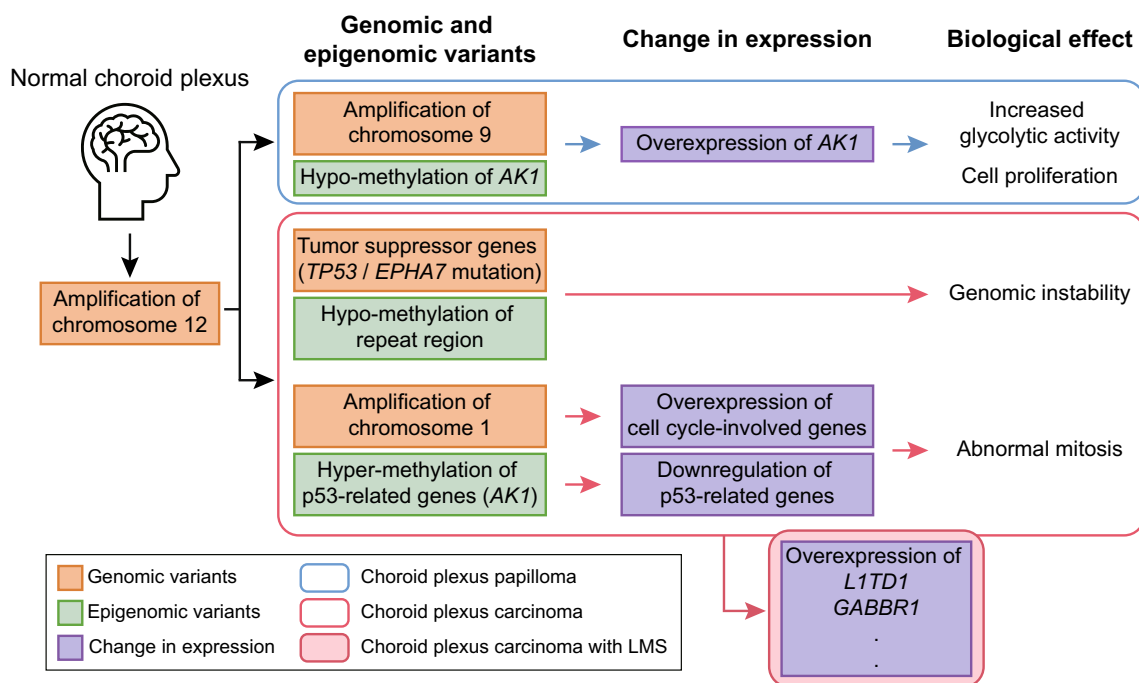 Genomic and
epigenomic variants
Change in expression
Biological effect
Normal choroid plexus
Amplification of
chromosome 12
Amplification of
chromosome 9
Hypo-methylation of AK1
Overexpression of AK1
Increased
glycolytic activity
Cell proliferation
Tumor suppressor genes
(TP53 / EPHA7 mutation)
Hypo-methylation of
repeat region
Genomic instability
Amplification of
chromosome 1
Overexpression of
cell cycle-involved genes
Hyper-methylation of
p53-related genes (AK1)
Downregulation of
p53-related genes
Abnormal mitosis
Overexpression of
L1TD1
GABBR1
.
.
Genomic variants
Epigenomic variants
Change in expression
Choroid plexus papilloma
Choroid plexus carcinoma
Choroid plexus carcinoma with LMS